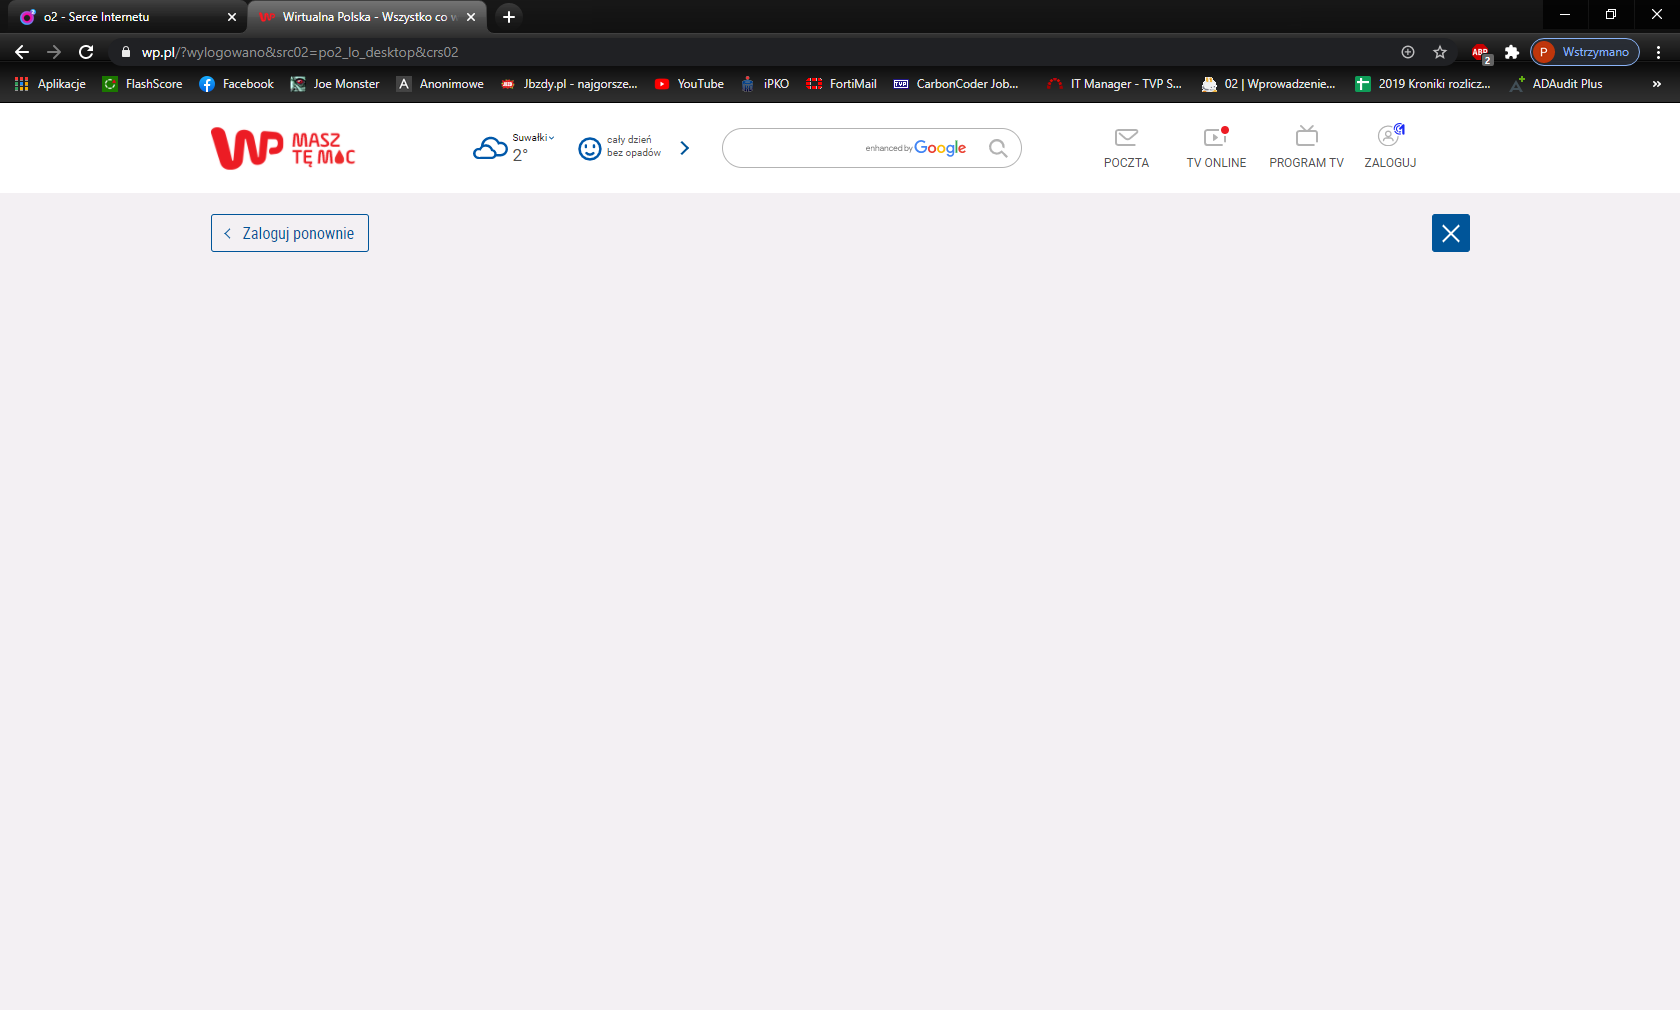 o2 - Serce Internetu
Wirtualna Polska - Wszystko co w
wp.pl/?wylogowano&src02=po2_lo_desktop&crs02
ABP
2
P
Wstrzymano
Aplikacje
FlashScore
Facebook
Joe Monster
A
Anonimowe
Jbzdy.pl - najgorsze...
YouTube
iPKO
FortiMail
CarbonCoder Job...
IT Manager - TVP S...
02 | Wprowadzenie...
2019 Kroniki rozlicz...
ADAudit Plus
»
WP MASZ
TĘ MOC
Suwałki
2°
cały dzień
bez opadów
enhanced by Google
POCZTA
TV ONLINE
PROGRAM TV
ZALOGUJ
Zaloguj ponownie